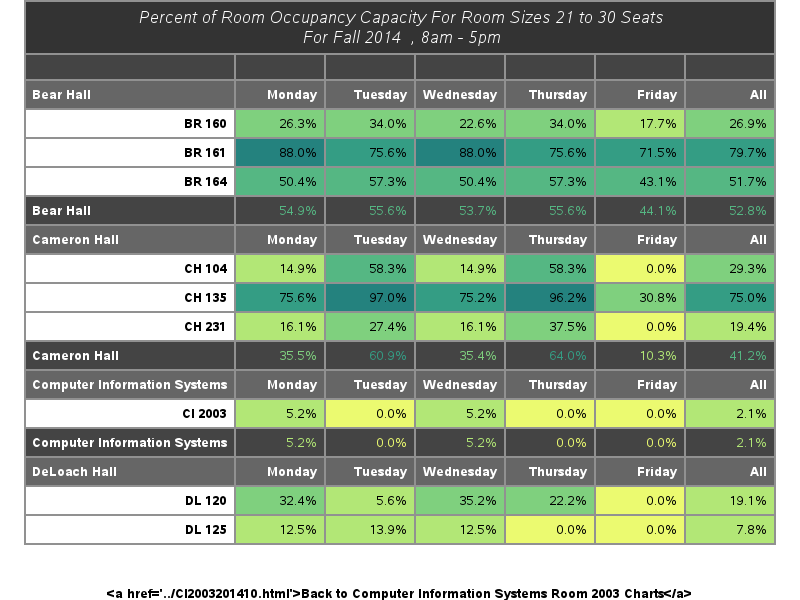 Percent of Room Occupancy Capacity For Room Sizes 21 to 30 Seats
For Fall 2014 , 8am - 5pm
Bear Hall Monday Tuesday Wednesday Thursday Friday All
BR 160 26.3% 34.0% 22.6% 34.0% 17.7% 26.9%
BR 161 88.0% 75.6% 88.0% 75.6% 71.5% 79.7%
BR 164 50.4% 57.3% 50.4% 57.3% 43.1% 51.7%
Bear Hall 54.9% 55.6% 53.7% 55.6% 44.1% 52.8%
Cameron Hall Monday Tuesday Wednesday Thursday Friday All
CH 104 14.9% 58.3% 14.9% 58.3% 0.0% 29.3%
CH 135 75.6% 97.0% 75.2% 96.2% 30.8% 75.0%
CH 231 16.1% 27.4% 16.1% 37.5% 0.0% 19.4%
Cameron Hall 35.5% 60.9% 35.4% 64.0% 10.3% 41.2%
Computer Information Systems Monday Tuesday Wednesday Thursday Friday All
CI 2003 5.2% 0.0% 5.2% 0.0% 0.0% 2.1%
Computer Information Systems 5.2% 0.0% 5.2% 0.0% 0.0% 2.1%
DeLoach Hall Monday Tuesday Wednesday Thursday Friday All
DL 120 32.4% 5.6% 35.2% 22.2% 0.0% 19.1%
DL 125 12.5% 13.9% 12.5% 0.0% 0.0% 7.8%
<a href='../CI2003201410.html'>Back to Computer Information Systems Room 2003 Charts</a>